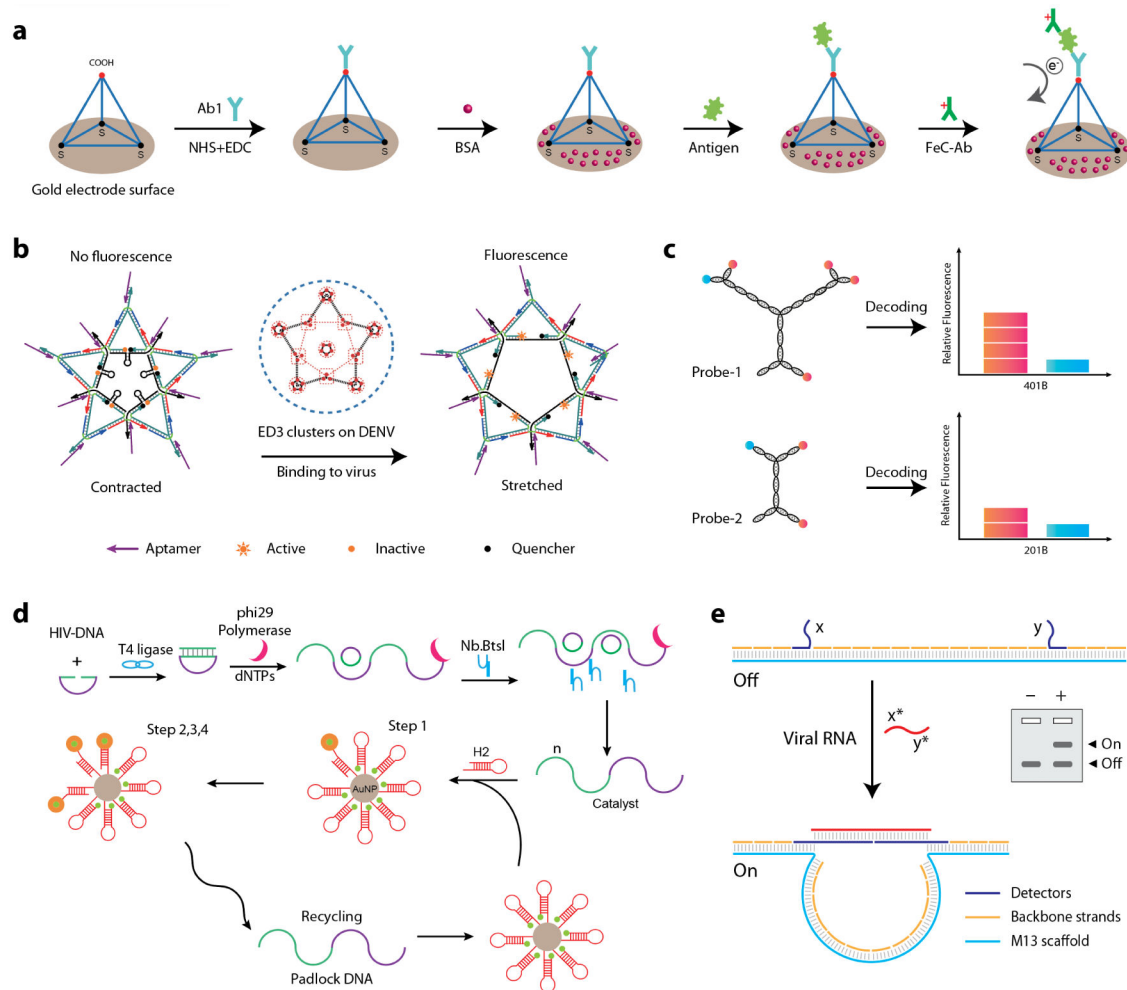 a
COOH
S
S
S
Gold electrode surface
Ab1
NHS+EDC
S
S
S
BSA
S
S
S
Antigen
S
S
S
FeC-Ab
+
e-
+
S
S
S
b
No fluorescence
Contracted
ED3 clusters on DENV
Binding to virus
Fluorescence
Stretched
Aptamer
Active
Inactive
Quencher
c
Probe-1
Decoding
Relative Fluorescence
401B
Probe-2
Decoding
Relative Fluorescence
201B
d
HIV-DNA
+
T4 ligase
phi29
Polymerase
dNTPs
Nb.BtsI
n
Catalyst
H2
Step 1
AuNP
Step 2,3,4
Recycling
Padlock DNA
e
x
y
Off
Viral RNA
x*
y*
− +
On
Off
On
Detectors
Backbone strands
M13 scaffold